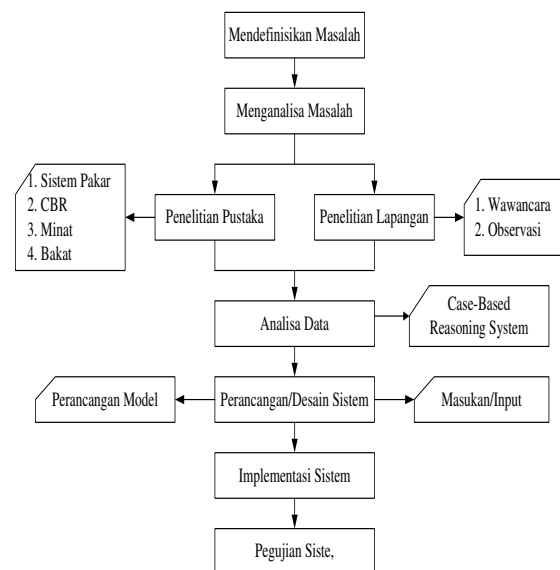 Mendefinisikan Masalah
Menganalisa Masalah
1. Sistem Pakar
2. CBR
3. Minat
4. Bakat
Penelitian Pustaka
Penelitian Lapangan
1. Wawancara
2. Observasi
Analisa Data
Case-Based
Reasoning System
Perancangan Model
Perancangan/Desain Sistem
Masukan/Input
Implementasi Sistem
Pegujian Siste,